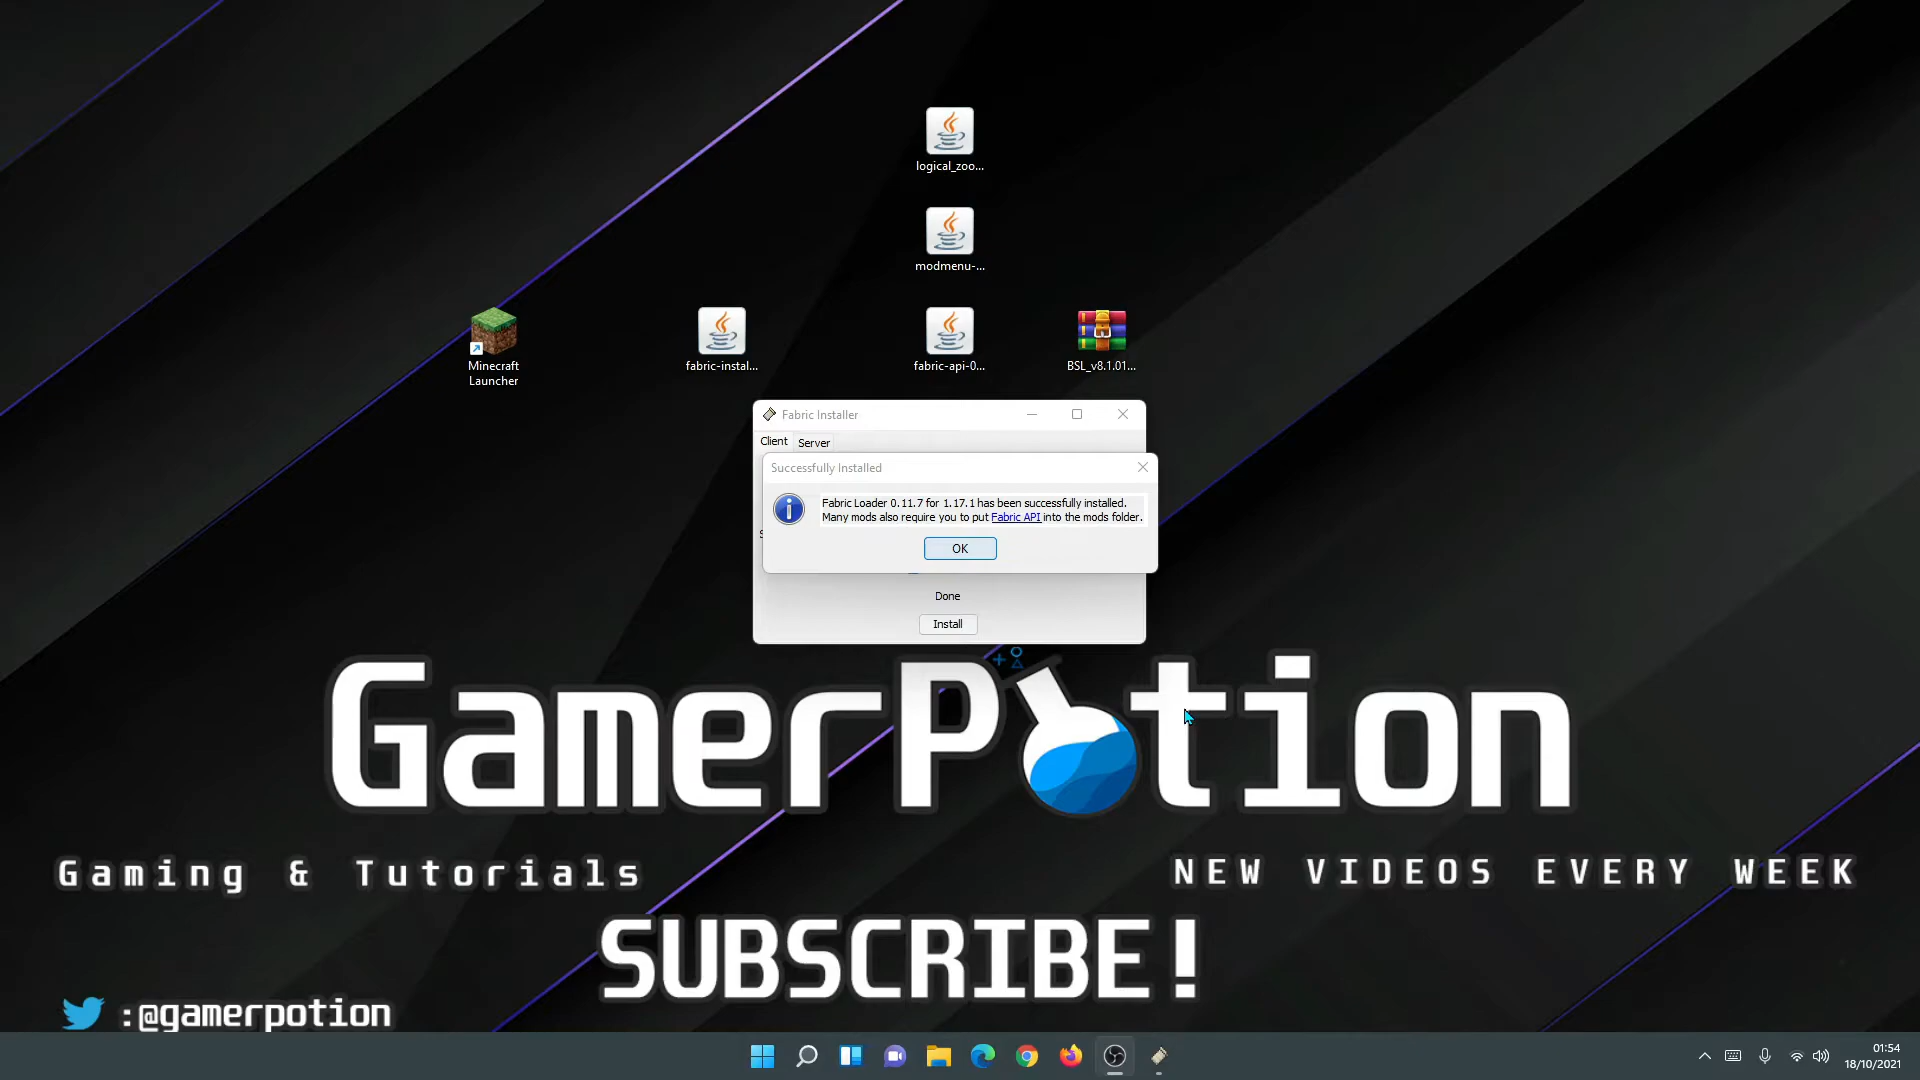 logical_zoo...
modmenu-...
Minecraft
Launcher
fabric-instal...
fabric-api-0...
BSL_v8.1.01...
Fabric Installer
Client
Server
Successfully Installed
Fabric Loader 0.11.7 for 1.17.1 has been successfully installed.
Many mods also require you to put Fabric API into the mods folder.
OK
Done
Install
GamerPotion
Gaming & Tutorials
NEW VIDEOS EVERY WEEK
SUBSCRIBE!
:@gamerpotion
01:54
18/10/2021